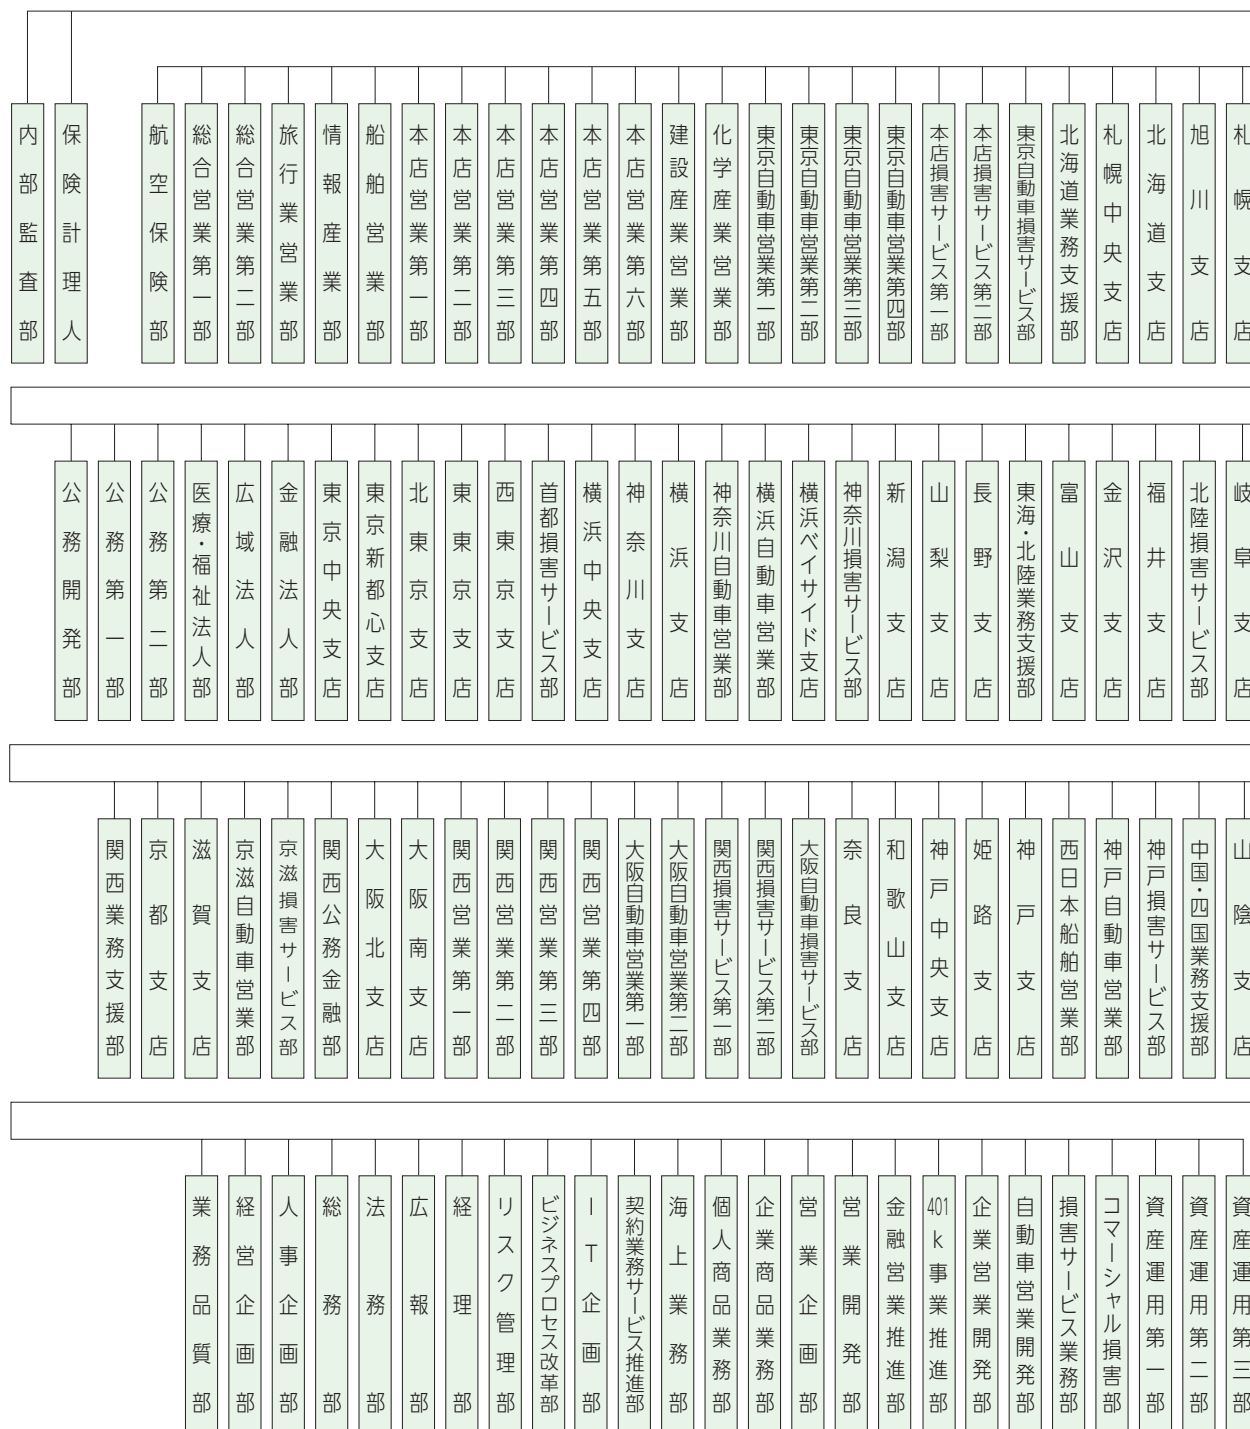 内部監査部
保険計理人
航空保険部
総合営業第一部
総合営業第二部
旅行業営業部
情報産業部
船舶営業部
本店営業第一部
本店営業第二部
本店営業第三部
本店営業第四部
本店営業第五部
本店営業第六部
建設産業営業部
化学産業営業部
東京自動車営業第一部
東京自動車営業第二部
東京自動車営業第三部
東京自動車営業第四部
本店損害サービス第一部
本店損害サービス第二部
東京自動車損害サービス部
北海道業務支援部
札幌中央支店
北海道支店
旭川支店
札幌支店
公務開発部
公務第一部
公務第二部
医療・福祉法人部
広域法人部
金融法人部
東京中央支店
東京新都心支店
北東京支店
東東京支店
西東京支店
首都損害サービス部
横浜中央支店
神奈川支店
横浜支店
神奈川自動車営業部
横浜自動車営業部
横浜ベイサイド支店
神奈川損害サービス部
新潟支店
山梨支店
長野支店
東海・北陸業務支援部
富山支店
金沢支店
福井支店
北陸損害サービス部
岐阜支店
関西業務支援部
京都支店
滋賀支店
京滋自動車営業部
京滋損害サービス部
関西公務金融部
大阪北支店
大阪南支店
関西営業第一部
関西営業第二部
関西営業第三部
関西営業第四部
大阪自動車営業第一部
大阪自動車営業第二部
関西損害サービス第一部
関西損害サービス第二部
大阪自動車損害サービス部
奈良支店
和歌山支店
神戸中央支店
姫路支店
神戸支店
西日本船舶営業部
神戸自動車営業部
神戸損害サービス部
中国・四国業務支援部
山陰支店
業務品質部
経営企画部
人事企画部
総務部
法務部
広報部
経理部
リスク管理部
ビジネスプロセス改革部
IT企画部
契約業務サービス推進部
海上業務部
個人商品業務部
企業商品業務部
営業企画部
営業開発部
金融営業推進部
401k事業推進部
企業営業開発部
自動車営業開発部
損害サービス業務部
コマーシャル損害部
資産運用第一部
資産運用第二部
資産運用第三部